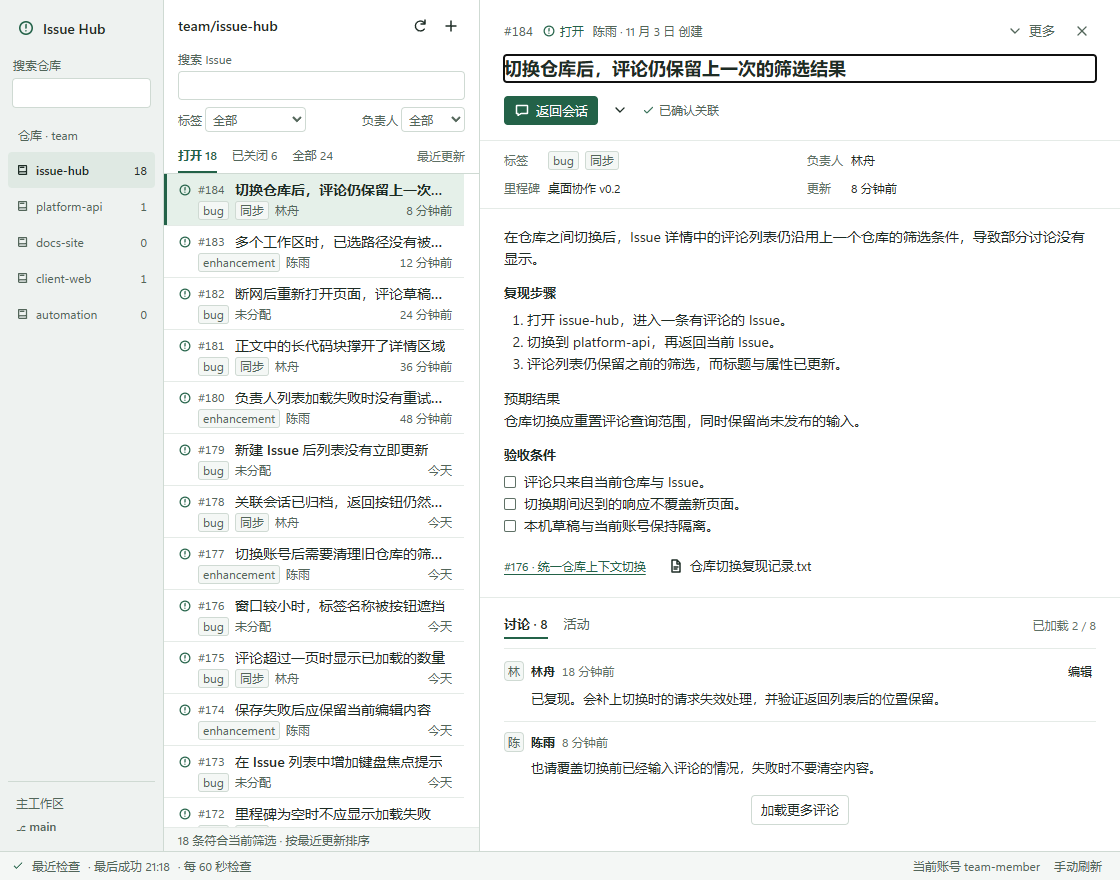 Issue Hub
搜索仓库
仓库 · team
issue-hub 18
platform-api 1
docs-site 0
client-web 1
automation 0
主工作区
main
team/issue-hub
搜索 Issue
标签 全部 负责人 全部
打开 18 已关闭 6 全部 24 最近更新
#184 切换仓库后，评论仍保留上一次...
bug 同步 林舟 8 分钟前
#183 多个工作区时，已选路径没有被...
enhancement 陈雨 12 分钟前
#182 断网后重新打开页面，评论草稿...
bug 未分配 24 分钟前
#181 正文中的长代码块撑开了详情区域
bug 同步 林舟 36 分钟前
#180 负责人列表加载失败时没有重试...
enhancement 陈雨 48 分钟前
#179 新建 Issue 后列表没有立即更新
bug 未分配 今天
#178 关联会话已归档，返回按钮仍然...
bug 同步 林舟 今天
#177 切换账号后需要清理旧仓库的筛...
enhancement 陈雨 今天
#176 窗口较小时，标签名称被按钮遮挡
bug 未分配 今天
#175 评论超过一页时显示已加载的数量
bug 同步 林舟 今天
#174 保存失败后应保留当前编辑内容
enhancement 陈雨 今天
#173 在 Issue 列表中增加键盘焦点提示
bug 未分配 今天
#172 里程碑为空时不应显示加载失败
18 条符合当前筛选 · 按最近更新排序
#184 打开 陈雨 · 11 月 3 日 创建 更多
切换仓库后，评论仍保留上一次的筛选结果
返回会话 已确认关联
标签 bug 同步 负责人 林舟
里程碑 桌面协作 v0.2 更新 8 分钟前
在仓库之间切换后，Issue 详情中的评论列表仍沿用上一个仓库的筛选条件，导致部分讨论没有
显示。
复现步骤
1. 打开 issue-hub，进入一条有评论的 Issue。
2. 切换到 platform-api，再返回当前 Issue。
3. 评论列表仍保留之前的筛选，而标题与属性已更新。
预期结果
仓库切换应重置评论查询范围，同时保留尚未发布的输入。
验收条件
评论只来自当前仓库与 Issue。
切换期间迟到的响应不覆盖新页面。
本机草稿与当前账号保持隔离。
#176 · 统一仓库上下文切换 仓库切换复现记录.txt
讨论 · 8 活动 已加载 2 / 8
林 林舟 18 分钟前 编辑
已复现。会补上切换时的请求失效处理，并验证返回列表后的位置保留。
陈 陈雨 8 分钟前
也请覆盖切换前已经输入评论的情况，失败时不要清空内容。
加载更多评论
最近检查 · 最后成功 21:18 · 每 60 秒检查 当前账号 team-member 手动刷新